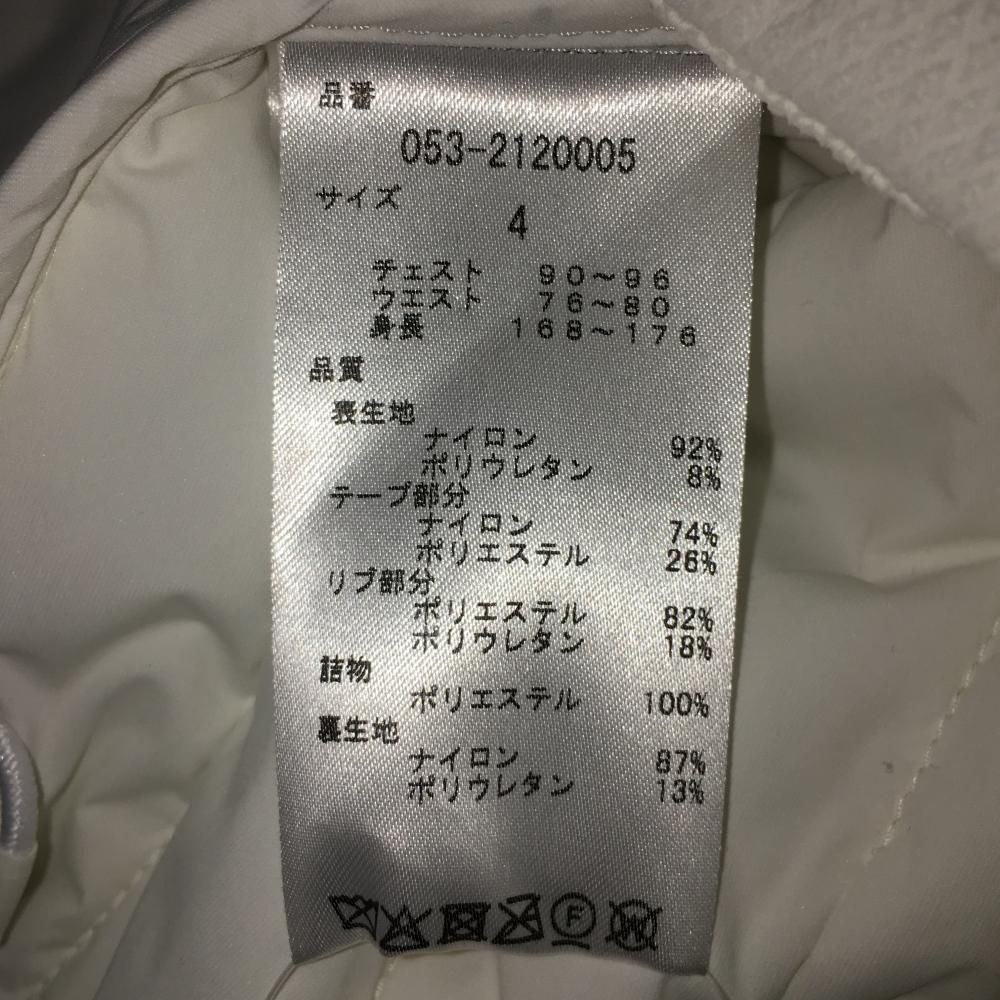 品番
053-2120005
サイズ
4
チェスト 90~96
ウエスト 76~80
身長 168~176
品質
表生地
ナイロン 92%
ポリウレタン 8%
テープ部分
ナイロン 74%
ポリエステル 26%
リブ部分
ポリエステル 82%
ポリウレタン 18%
詰物
ポリエステル 100%
裏生地
ナイロン 87%
ポリウレタン 13%
F W